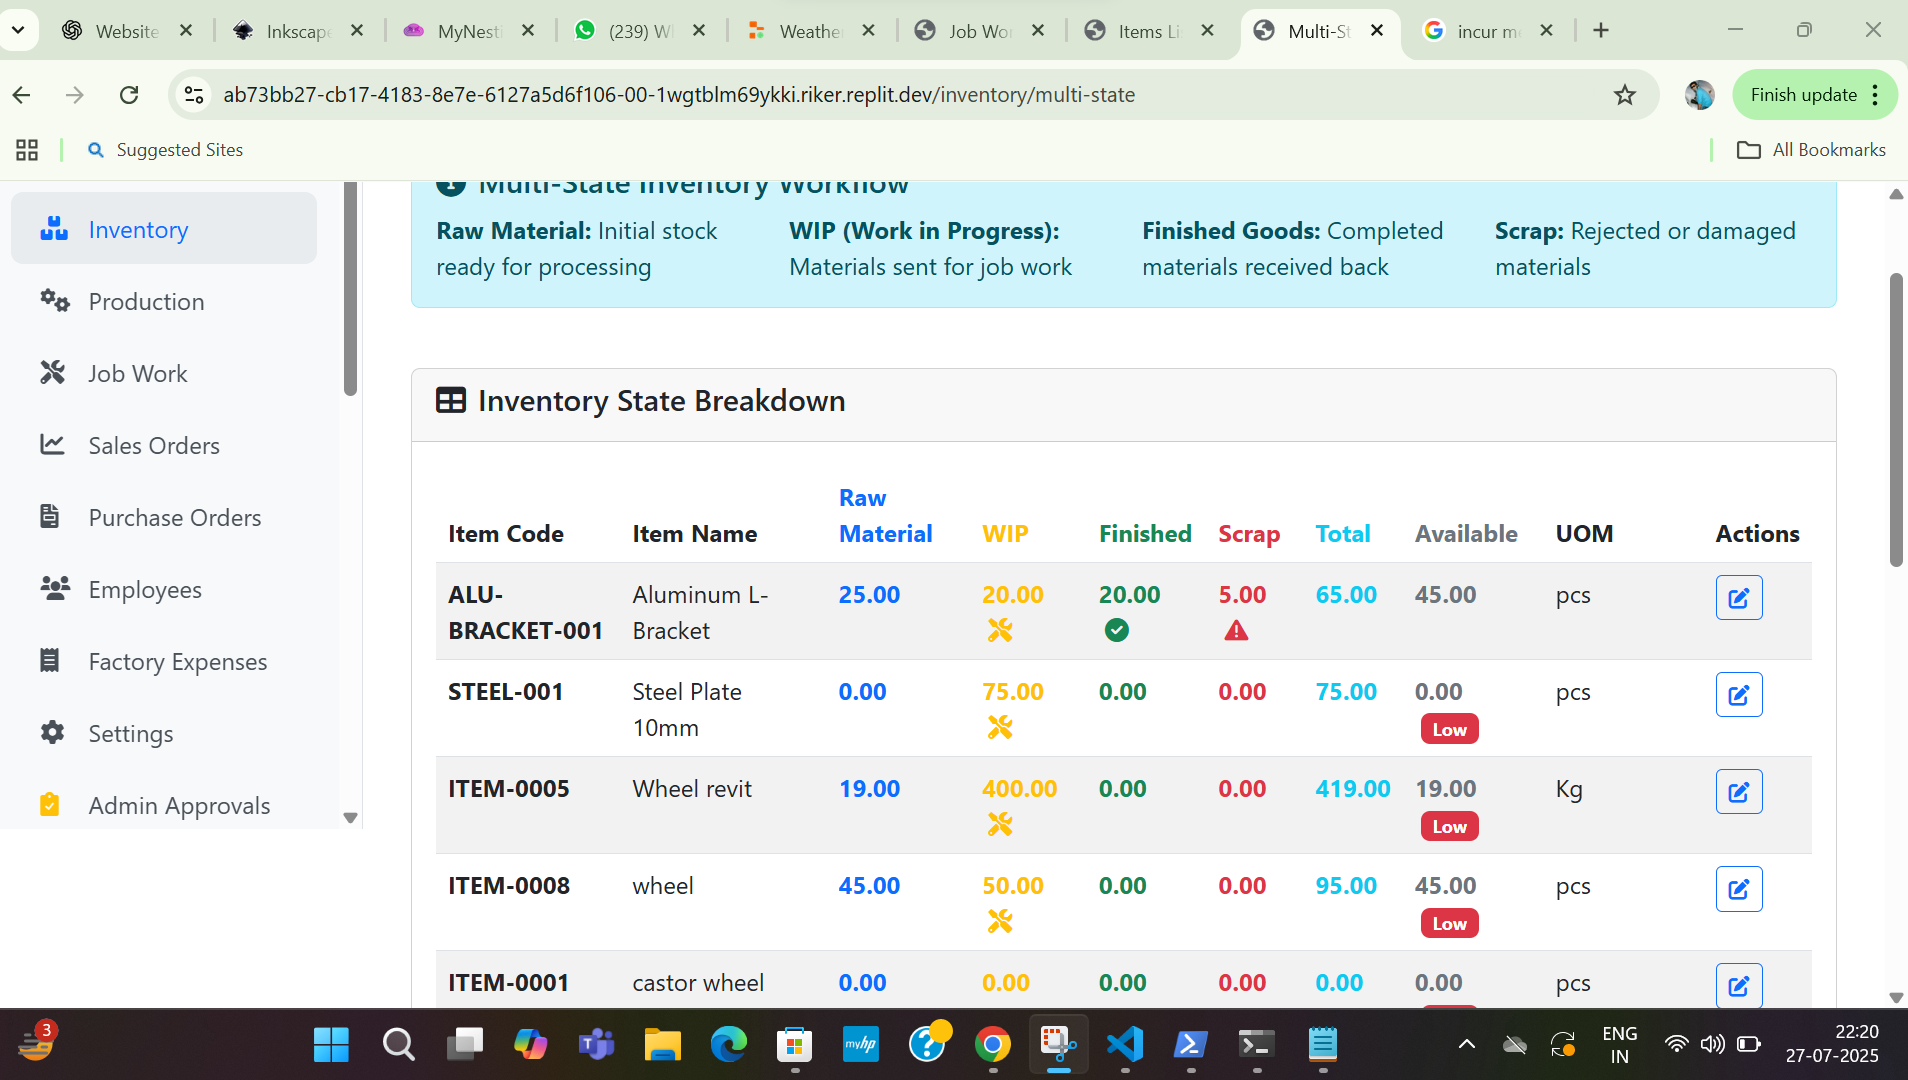 Website
Inkscape
MyNest
(239) W
Weather
Job Wor
Items Li
Multi-St
incur m
ab73bb27-cb17-4183-8e7e-6127a5d6f106-00-1wgtblm69ykki.riker.replit.dev/inventory/multi-state
Finish update
Suggested Sites
All Bookmarks
Inventory
Production
Job Work
Sales Orders
Purchase Orders
Employees
Factory Expenses
Settings
Admin Approvals
Multi-State Inventory Workflow
Raw Material: Initial stock
ready for processing
WIP (Work in Progress):
Materials sent for job work
Finished Goods: Completed
materials received back
Scrap: Rejected or damaged
materials
Inventory State Breakdown
Item Code Item Name Raw Material WIP Finished Scrap Total Available UOM Actions
ALU-BRACKET-001 Aluminum L-Bracket 25.00 20.00 20.00 5.00 65.00 45.00 pcs
STEEL-001 Steel Plate 10mm 0.00 75.00 0.00 0.00 75.00 0.00 Low pcs
ITEM-0005 Wheel revit 19.00 400.00 0.00 0.00 419.00 19.00 Low Kg
ITEM-0008 wheel 45.00 50.00 0.00 0.00 95.00 45.00 Low pcs
ITEM-0001 castor wheel 0.00 0.00 0.00 0.00 0.00 0.00 pcs
3
myhp
ENG
IN
22:20
27-07-2025